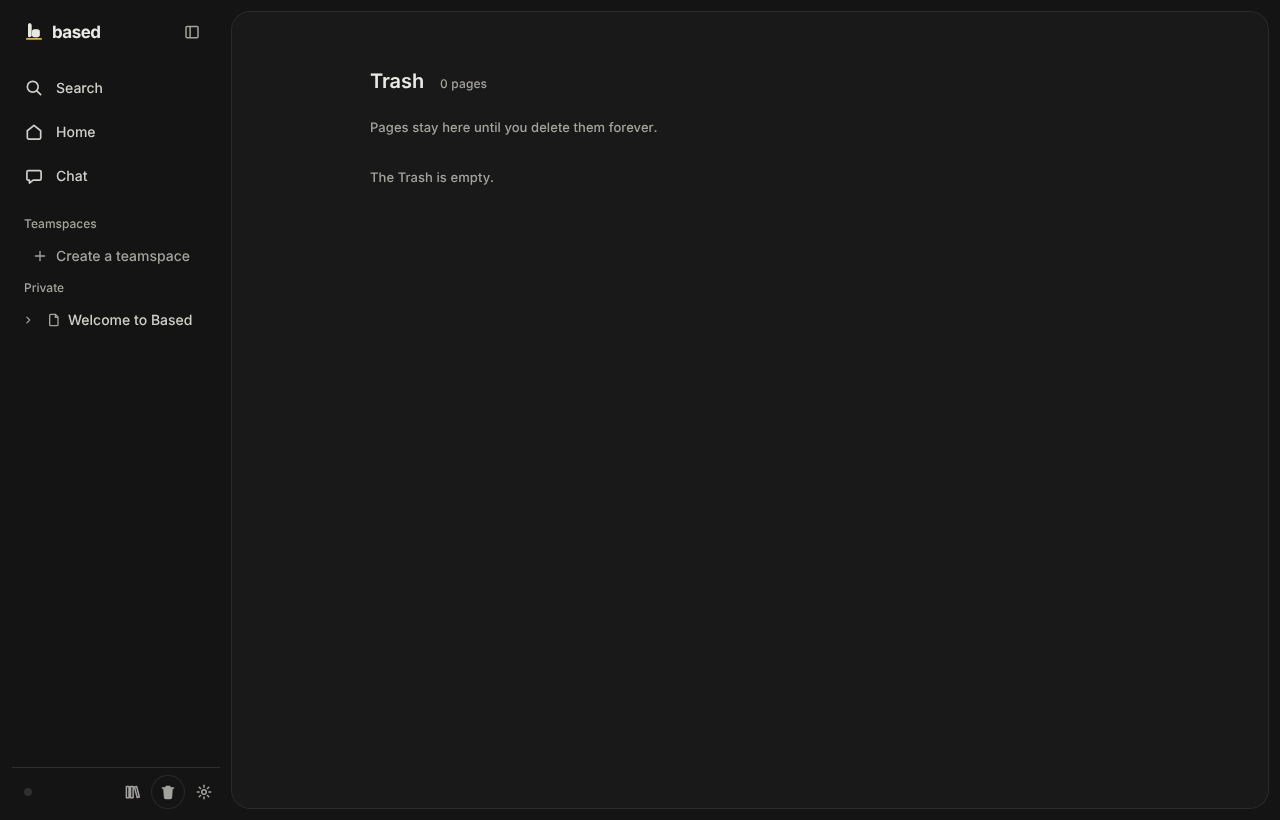 based
Search
Home
Chat
Teamspaces
Create a teamspace
Private
Welcome to Based
Trash 0 pages
Pages stay here until you delete them forever.
The Trash is empty.